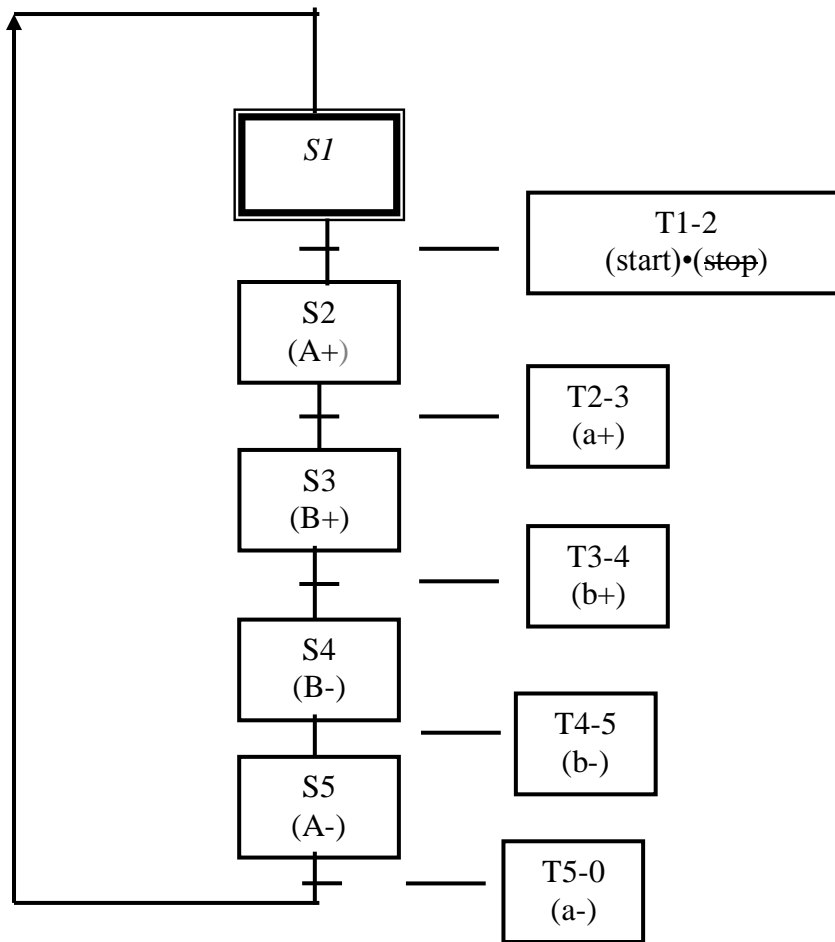 S1
T1-2
(start)•(stop)
S2
(A+)
T2-3
(a+)
S3
(B+)
T3-4
(b+)
S4
(B-)
T4-5
(b-)
S5
(A-)
T5-0
(a-)